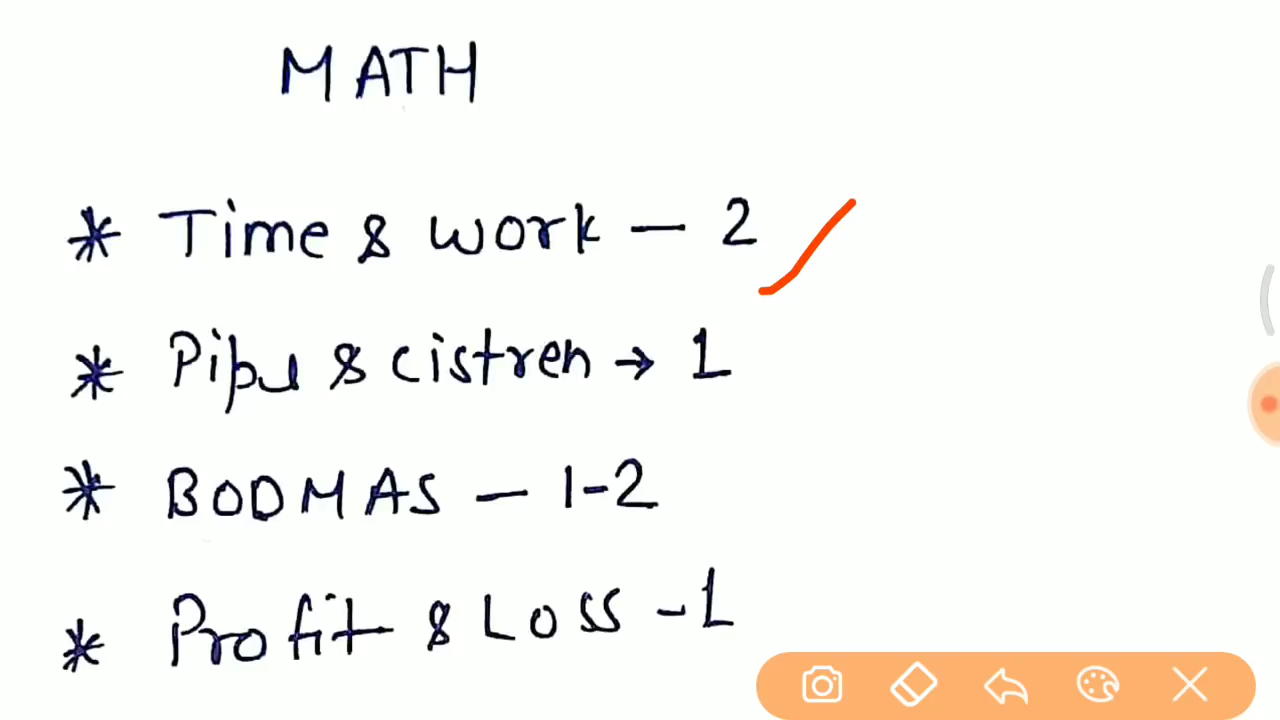 MATH
* Time & work - 2
* Pipe & cistren → 1
* BODMAS - 1-2
* Profit & Loss - 1